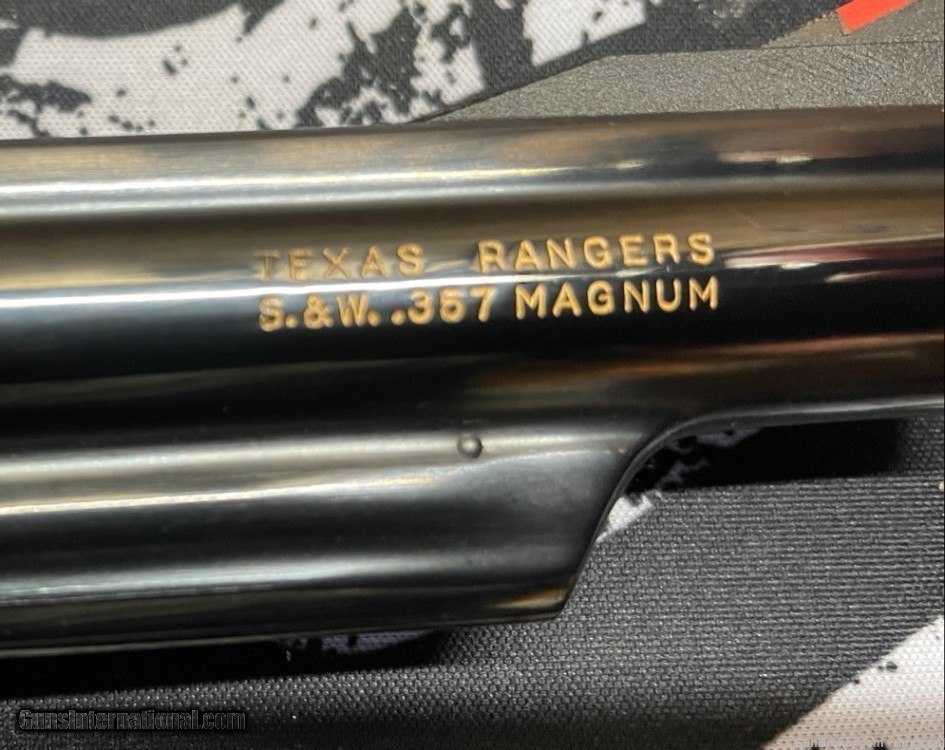 TEXAS RANGERS
S.&W. .357 MAGNUM
GunsInternational.com